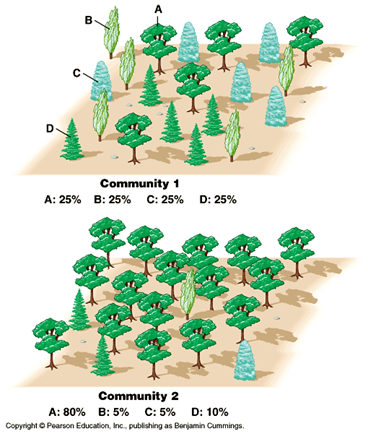 A
B
C
D
Community 1
A: 25% B: 25% C: 25% D: 25%
Community 2
A: 80% B: 5% C: 5% D: 10%
Copyright © Pearson Education, Inc., publishing as Benjamin Cummings.